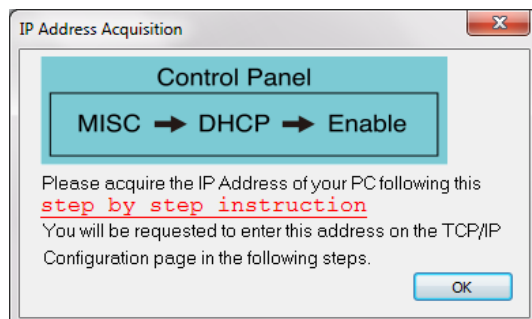 IP Address Acquisition
Control Panel
MISC ➔ DHCP ➔ Enable
Please acquire the IP Address of your PC following this
step by step instruction
You will be requested to enter this address on the TCP/IP
Configuration page in the following steps.
OK